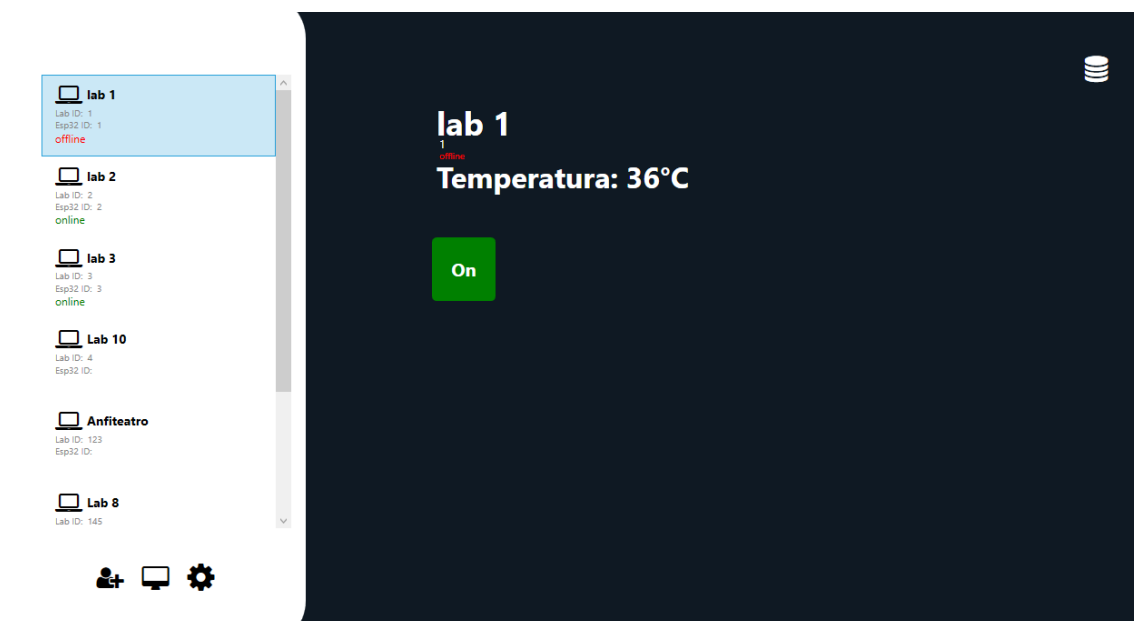 lab 1
Lab ID: 1
Esp32 ID: 1
offline
lab 2
Lab ID: 2
Esp32 ID: 2
online
lab 3
Lab ID: 3
Esp32 ID: 3
online
Lab 10
Lab ID: 4
Esp32 ID:
Anfiteatro
Lab ID: 123
Esp32 ID:
Lab 8
Lab ID: 145
lab 1
1
offline
Temperatura: 36°C
On